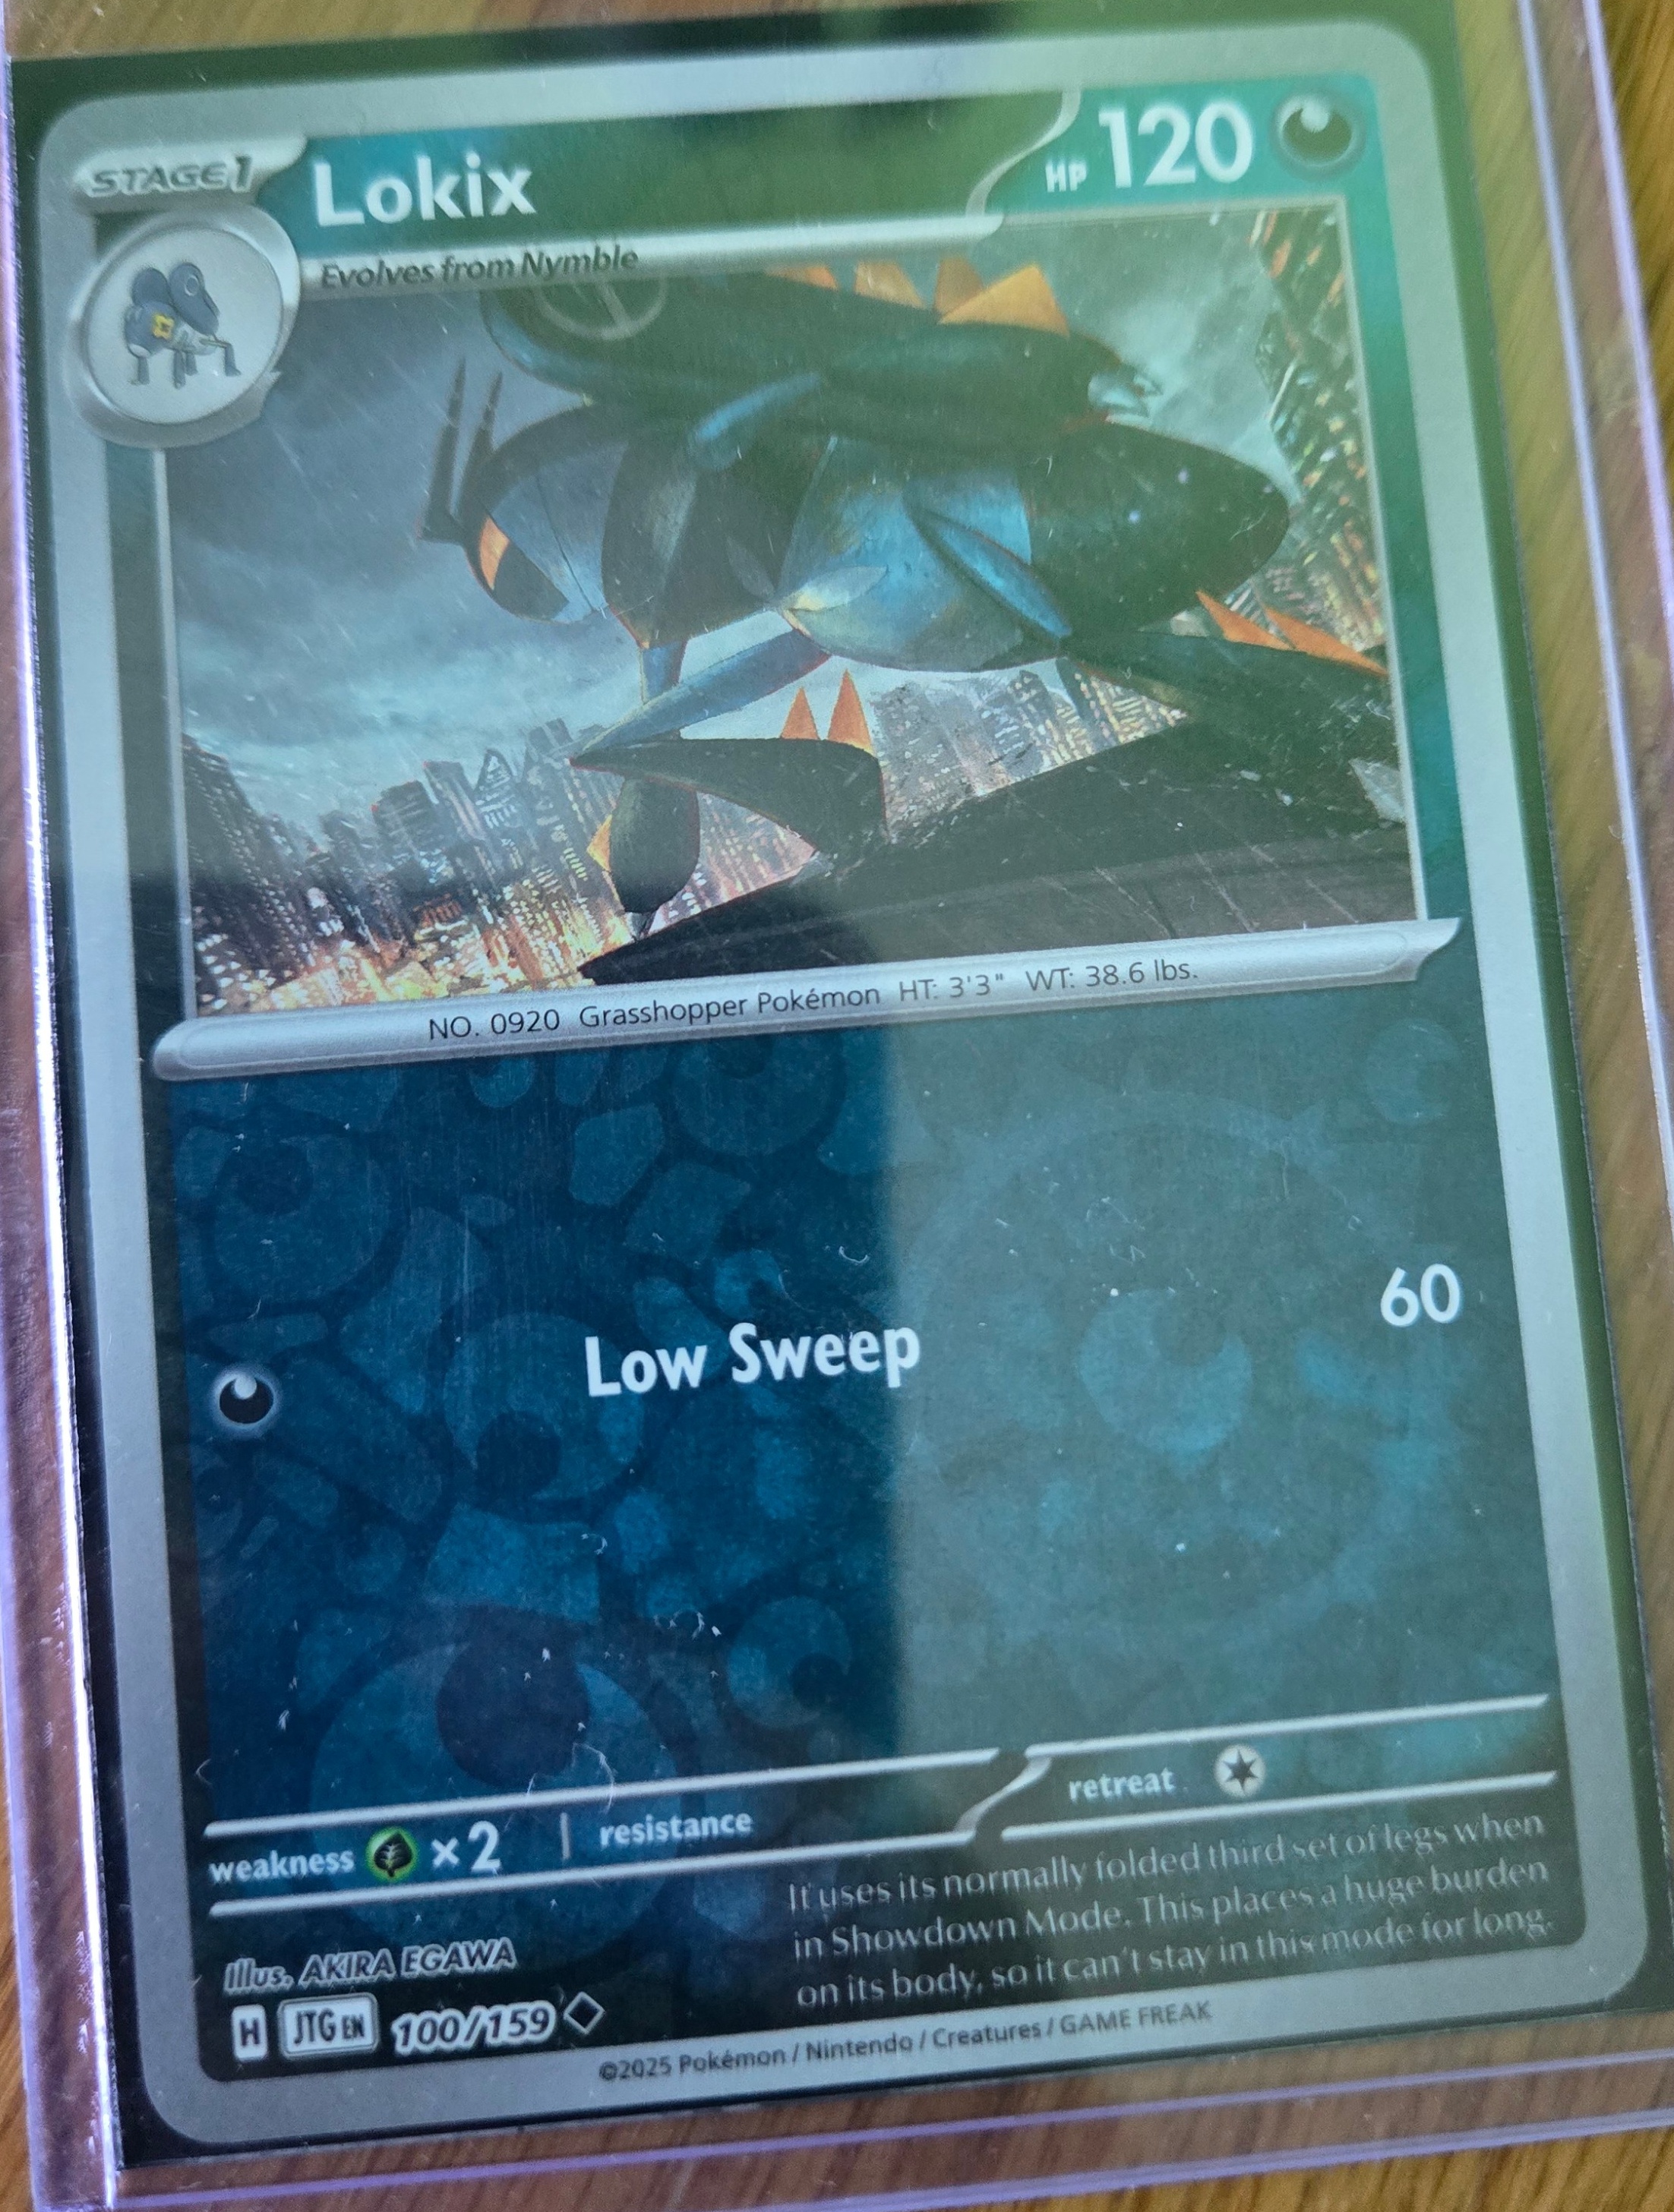 STAGE1
Lokix
HP 120
Evolves from Nymble
NO. 0920 Grasshopper Pokémon HT: 3'3" WT: 38.6 lbs.
Low Sweep 60
weakness ×2 resistance retreat
It uses its normally folded third set of legs when
in Showdown Mode. This places a huge burden
on its body, so it can't stay in this mode for long.
Illus. AKIRA EGAWA
H JTG EN 100/159
©2025 Pokémon / Nintendo / Creatures / GAME FREAK